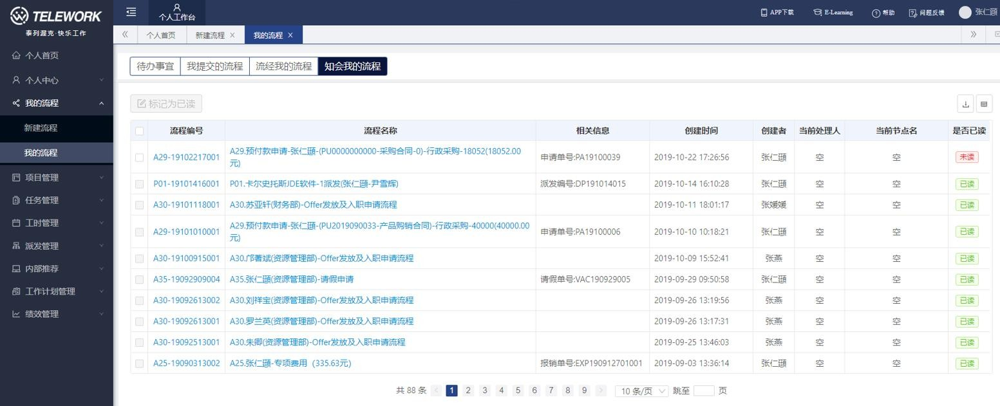 TELEWORK
泰列渥克·快乐工作
个人工作台
APP下载
E-Learning
帮助
问题反馈
张仁頨
个人首页
新建流程
我的流程
个人首页
个人中心
我的流程
新建流程
我的流程
项目管理
任务管理
工时管理
派发管理
内部推荐
工作计划管理
绩效管理
待办事宜
我提交的流程
流经我的流程
知会我的流程
标记为已读
流程编号 流程名称 相关信息 创建时间 创建者 当前处理人 当前节点名 是否已读
A29-19102217001 A29.预付款申请-张仁頨-(PU0000000000-采购合同-0)-行政采购-18052(18052.00
元) 申请单号:PA19100039 2019-10-22 17:26:56 张仁頨 空 空 未读
P01-19101416001 P01.卡尔史托斯JDE软件-1派发(张仁頨-尹雪辉) 派发编号:DP191014015 2019-10-14 16:10:28 张仁頨 空 空 已读
A30-19101118001 A30.苏亚轩(财务部)-Offer发放及入职申请流程 2019-10-11 18:01:17 张媛媛 空 空 已读
A29-19101010001 A29.预付款申请-张仁頨-(PU2019090033-产品购销合同)-行政采购-40000(40000.00
元) 申请单号:PA19100006 2019-10-10 10:18:21 张仁頨 空 空 已读
A30-19100915001 A30.邝著斌(资源管理部)-Offer发放及入职申请流程 2019-10-09 15:52:41 张燕 空 空 已读
A35-19092909004 A35.张仁頨(资源管理部)-请假申请 请假单号:VAC190929005 2019-09-29 09:50:58 张仁頨 空 空 已读
A30-19092613002 A30.刘祥宝(资源管理部)-Offer发放及入职申请流程 2019-09-26 13:19:56 张燕 空 空 已读
A30-19092613001 A30.罗兰英(资源管理部)-Offer发放及入职申请流程 2019-09-26 13:17:31 张燕 空 空 已读
A30-19092513001 A30.朱卿(资源管理部)-Offer发放及入职申请流程 2019-09-25 13:46:03 张燕 空 空 已读
A25-19090313002 A25.张仁頨-专项费用（335.63元） 报销单号:EXP190912701001 2019-09-03 13:36:14 张仁頨 空 空 已读
共 88 条 1 2 3 4 5 6 7 8 9 10 条/页 跳至 页